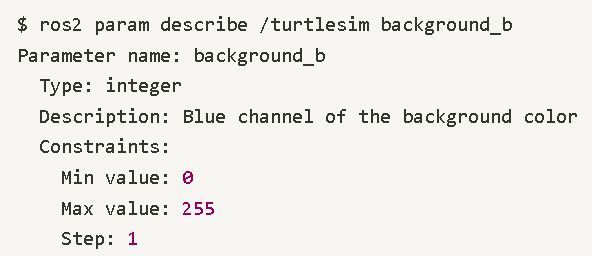 $ ros2 param describe /turtlesim background_b
Parameter name: background_b
  Type: integer
  Description: Blue channel of the background color
  Constraints:
    Min value: 0
    Max value: 255
    Step: 1